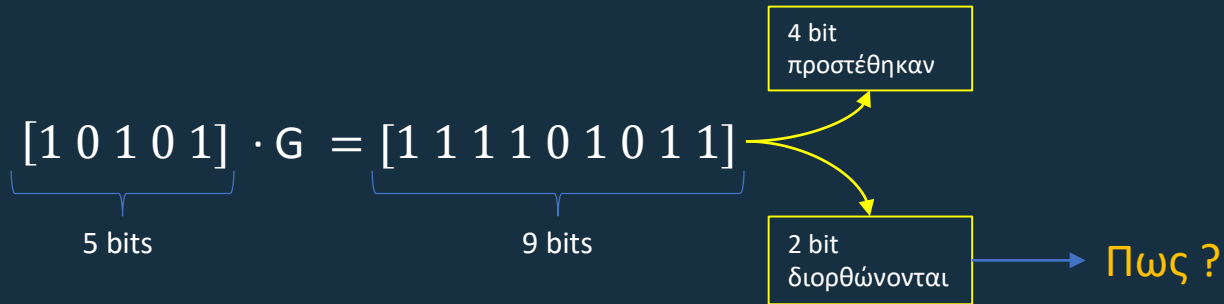 4 bit
προστέθηκαν
[1 0 1 0 1] · G = [1 1 1 1 0 1 0 1 1]
5 bits
9 bits
2 bit
διορθώνονται
Πως ?